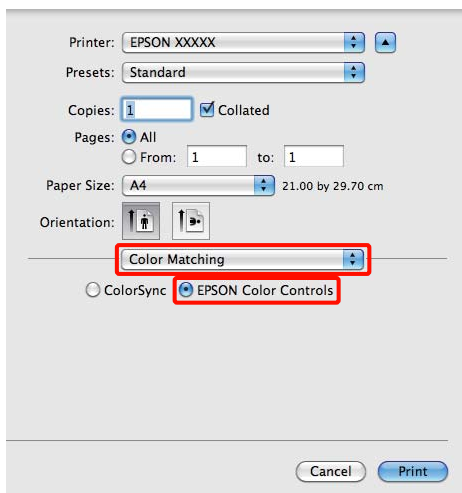 Printer: EPSON XXXXX
Presets: Standard
Copies: 1 Collated
Pages: All
From: 1 to: 1
Paper Size: A4 21.00 by 29.70 cm
Orientation:
Color Matching
ColorSync EPSON Color Controls
Cancel Print